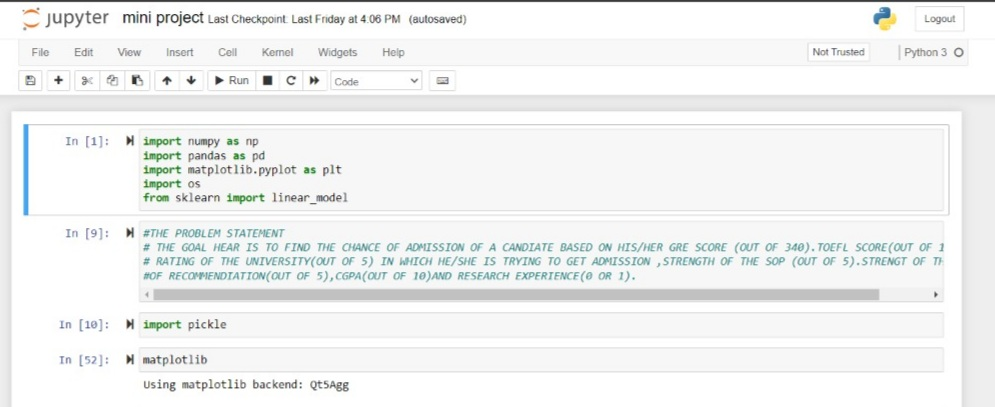 jupyter mini project Last Checkpoint: Last Friday at 4:06 PM (autosaved) Logout
File Edit View Insert Cell Kernel Widgets Help Not Trusted Python 3
Run Code
In [1]: import numpy as np
import pandas as pd
import matplotlib.pyplot as plt
import os
from sklearn import linear_model
In [9]: #THE PROBLEM STATEMENT
# THE GOAL HEAR IS TO FIND THE CHANCE OF ADMISSION OF A CANDIATE BASED ON HIS/HER GRE SCORE (OUT OF 340).TOEFL SCORE(OUT OF 1
# RATING OF THE UNIVERSITY(OUT OF 5) IN WHICH HE/SHE IS TRYING TO GET ADMISSION ,STRENGTH OF THE SOP (OUT OF 5).STRENGT OF TH
#OF RECOMMENDIATION(OUT OF 5),CGPA(OUT OF 10)AND RESEARCH EXPERIENCE(0 OR 1).
In [10]: import pickle
In [52]: matplotlib
Using matplotlib backend: Qt5Agg